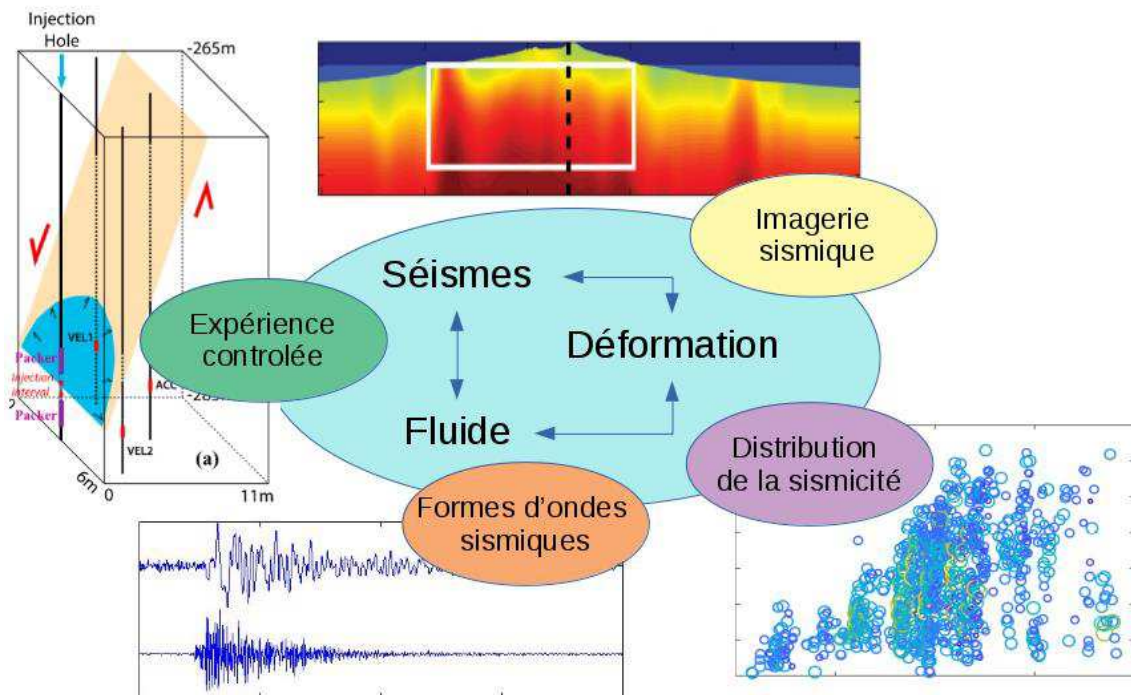 Injection
Hole
-265m
VEL1
Packer
Injection
interval
Packer
ACC
VEL2
(a)
6m
0
11m
Imagerie
sismique
Séismes
Expérience
controlée
Déformation
Fluide
Distribution
de la sismicité
Formes d'ondes
sismiques